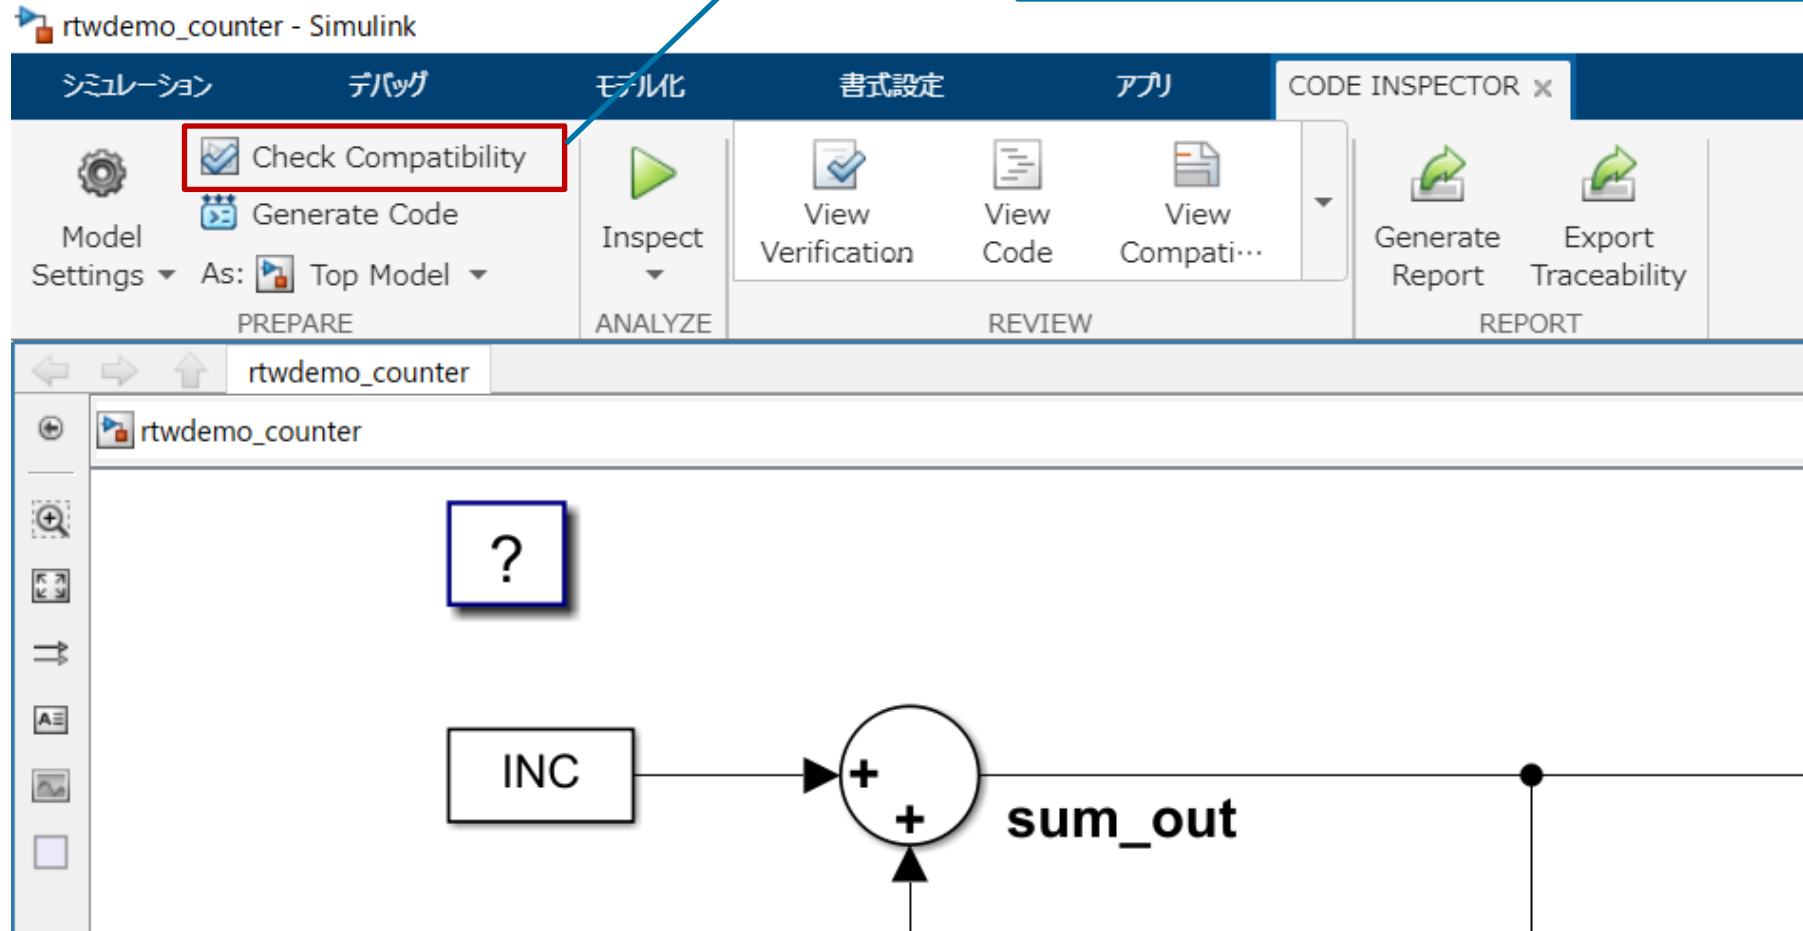 rtwdemo_counter - Simulink
シミュレーション デバッグ モデル化 書式設定 アプリ CODE INSPECTOR ×
Check Compatibility
Generate Code
Model
Settings
As: Top Model
PREPARE
Inspect
ANALYZE
View
Verification
View
Code
View
Compati…
REVIEW
Generate
Report
Export
Traceability
REPORT
rtwdemo_counter
rtwdemo_counter
?
INC
+
+
sum_out